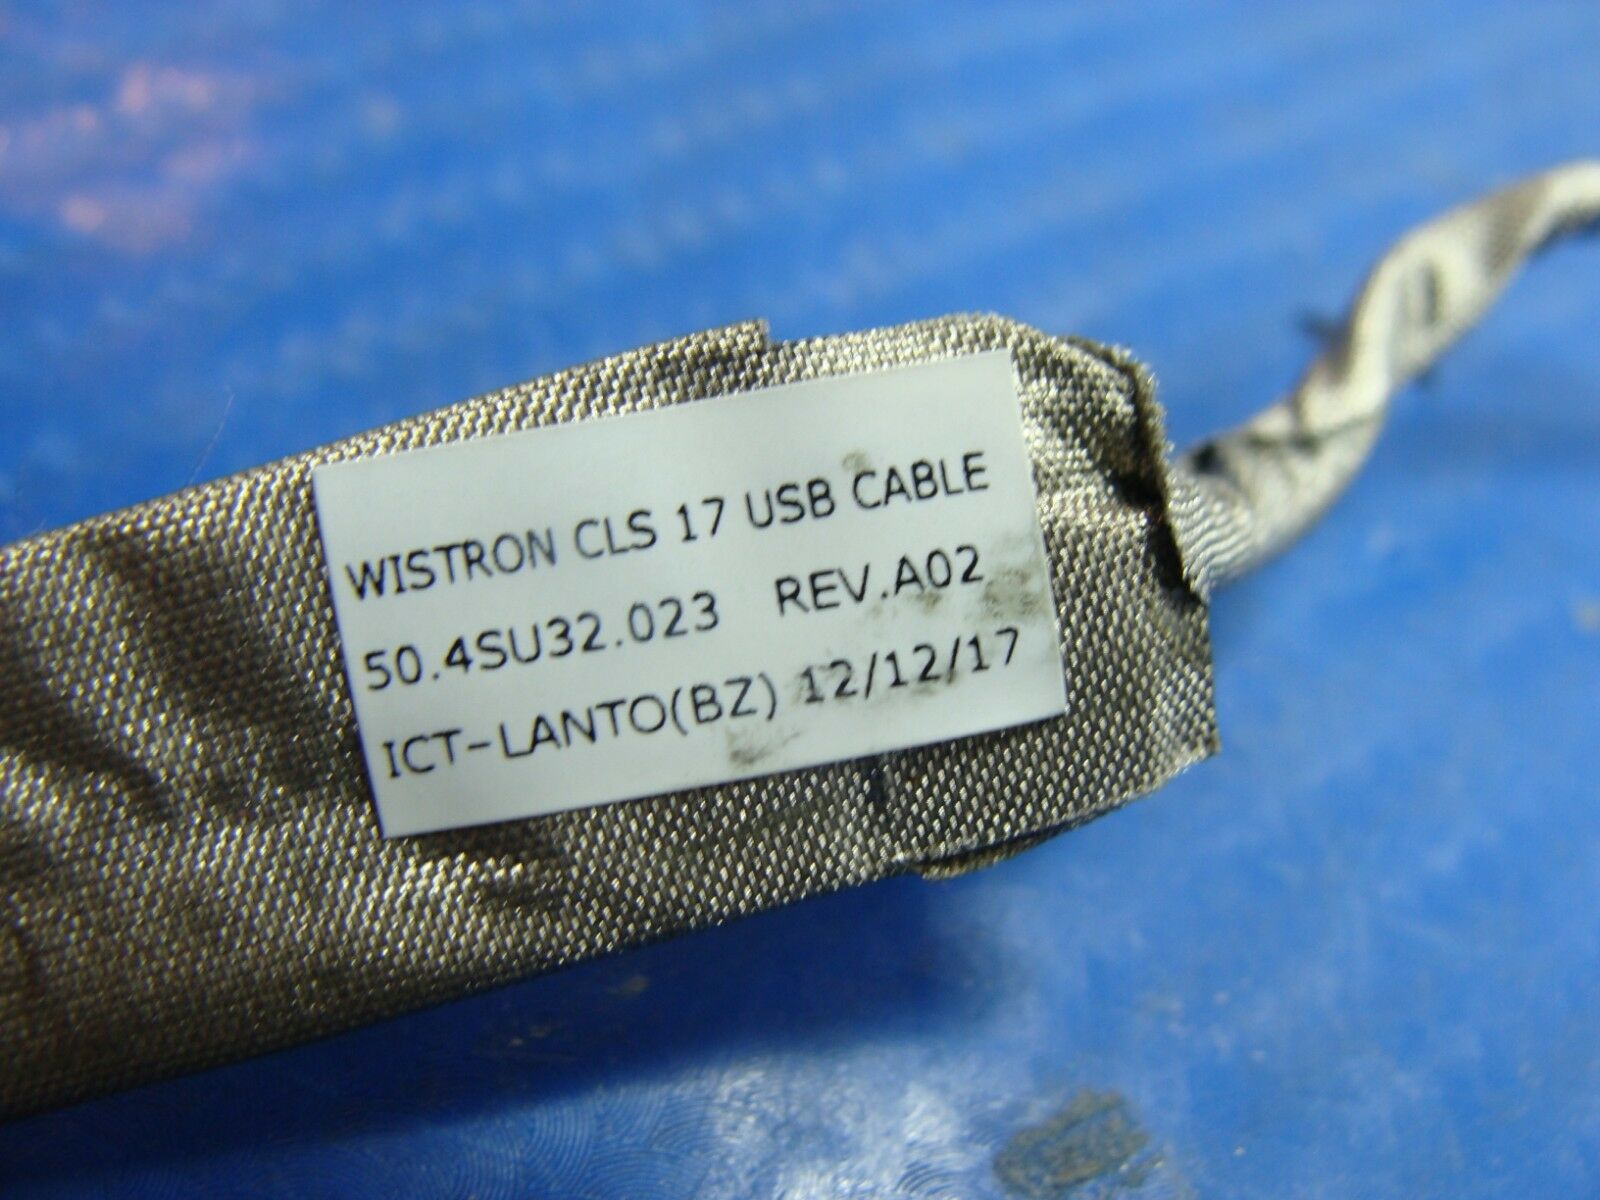 WISTRON CLS 17 USB CABLE
50.4SU32.023 REV.A02
ICT-LANTO(BZ) 12/12/17